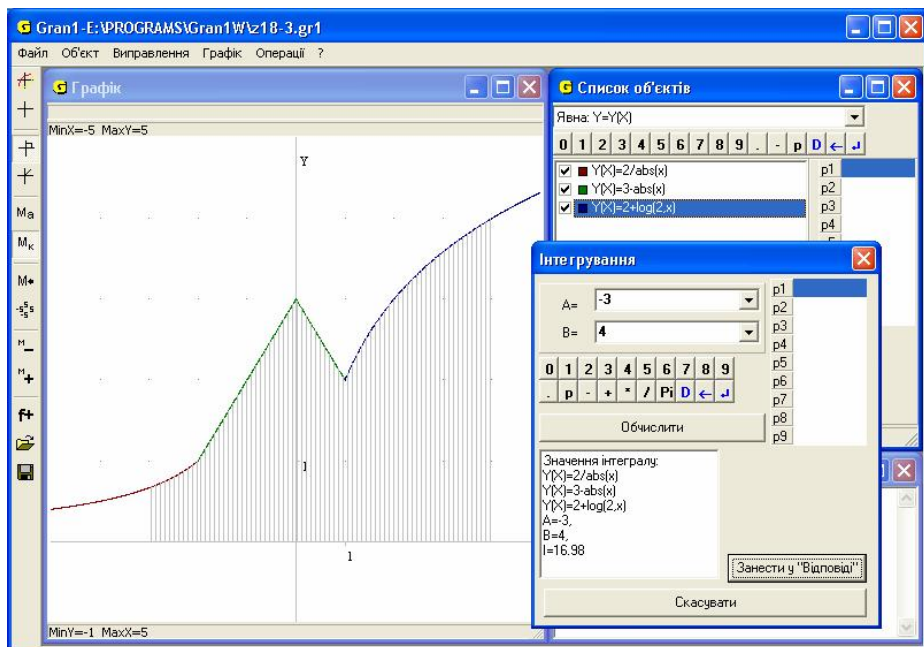 Gran1-E:\PROGRAMS\Gran1W\z18-3.gr1
Файл Об'єкт Виправлення Графік Операції ?
Графік
MinX=-5 MaxY=5
Y
1
1
MinY=-1 MaxX=5
Ma
Mк
Список об'єктів
Явна: Y=Y(X)
0 1 2 3 4 5 6 7 8 9 . - p D
Y(X)=2/abs(x)
Y(X)=3-abs(x)
Y(X)=2+log(2,x)
p1
p2
p3
p4
Інтегрування
A= -3
B= 4
0 1 2 3 4 5 6 7 8 9
. p - + * / Pi D
p1
p2
p3
p4
p5
p6
p7
p8
p9
Обчислити
Значення інтегралу:
Y(X)=2/abs(x)
Y(X)=3-abs(x)
Y(X)=2+log(2,x)
A=-3,
B=4,
I=16.98
Занести у "Відповіді"
Скасувати